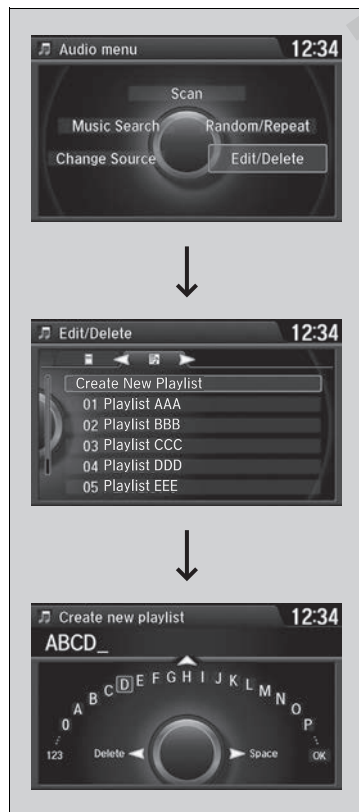 Audio menu 12:34
Scan
Music Search Random/Repeat
Change Source Edit/Delete
Edit/Delete 12:34
Create New Playlist
01 Playlist AAA
02 Playlist BBB
03 Playlist CCC
04 Playlist DDD
05 Playlist EEE
Create new playlist 12:34
ABCD_
0 A B C D E F G H I J K L M N O P
123 Delete Space OK